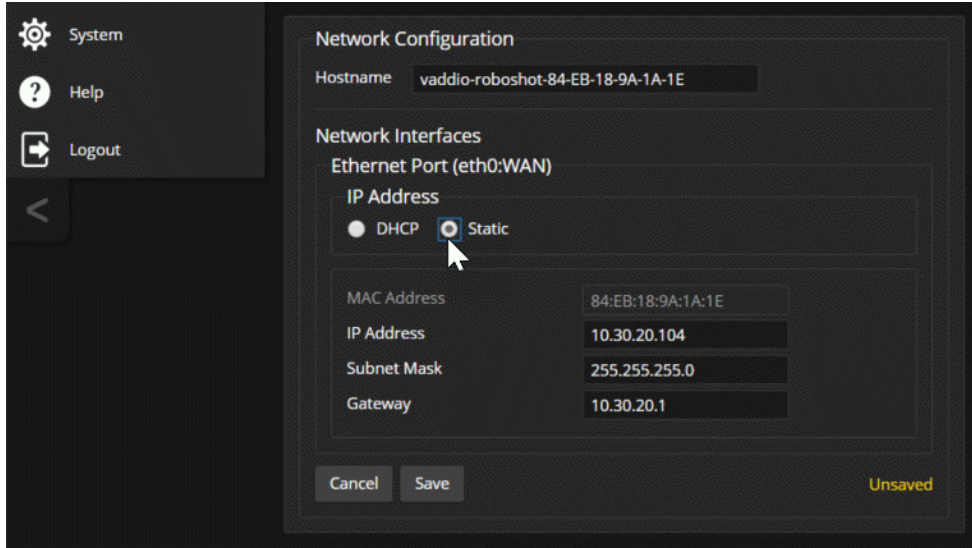 System
Help
Logout
<
Network Configuration
Hostname vaddio-roboshot-84-EB-18-9A-1A-1E
Network Interfaces
Ethernet Port (eth0:WAN)
IP Address
DHCP Static
MAC Address 84:EB:18:9A:1A:1E
IP Address 10.30.20.104
Subnet Mask 255.255.255.0
Gateway 10.30.20.1
Cancel Save Unsaved